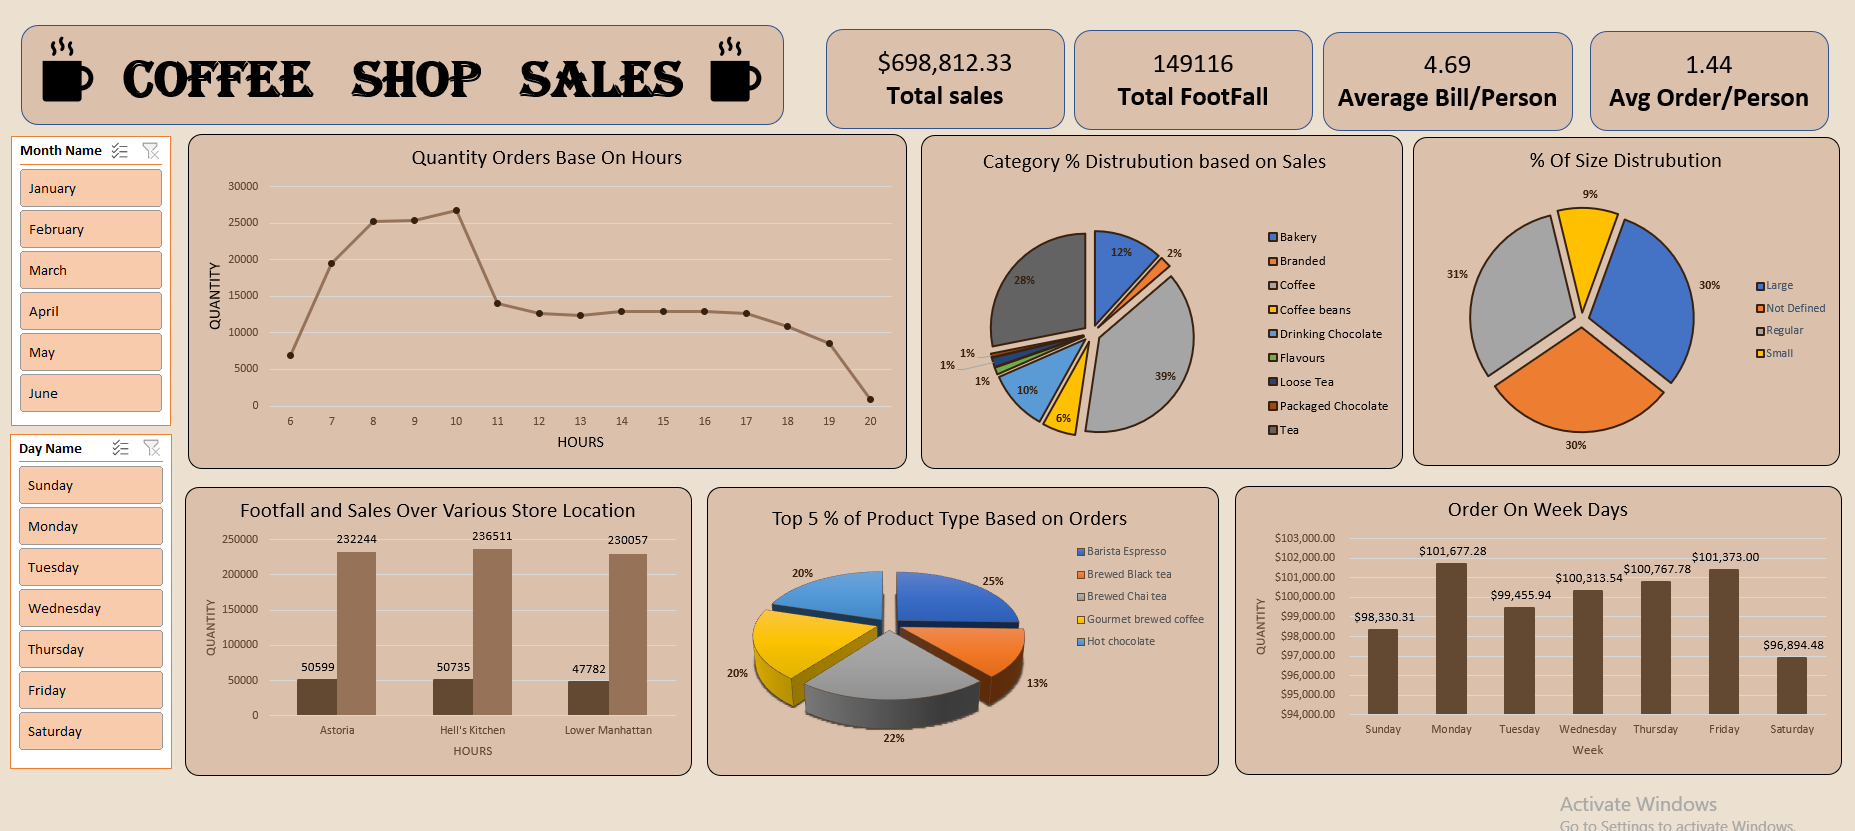 COFFEE SHOP SALES
$698,812.33
Total sales
149116
Total FootFall
4.69
Average Bill/Person
1.44
Avg Order/Person
Month Name
January
February
March
April
May
June
Day Name
Sunday
Monday
Tuesday
Wednesday
Thursday
Friday
Saturday
Quantity Orders Base On Hours
QUANTITY
30000
25000
20000
15000
10000
5000
0
6 7 8 9 10 11 12 13 14 15 16 17 18 19 20
HOURS
Category % Distrubution based on Sales
12%
2%
39%
6%
10%
1%
1%
1%
28%
Bakery
Branded
Coffee
Coffee beans
Drinking Chocolate
Flavours
Loose Tea
Packaged Chocolate
Tea
% Of Size Distrubution
9%
30%
30%
31%
Large
Not Defined
Regular
Small
Footfall and Sales Over Various Store Location
QUANTITY
250000
200000
150000
100000
50000
0
50599
232244
50735
236511
47782
230057
Astoria Hell's Kitchen Lower Manhattan
HOURS
Top 5 % of Product Type Based on Orders
25%
13%
22%
20%
20%
Barista Espresso
Brewed Black tea
Brewed Chai tea
Gourmet brewed coffee
Hot chocolate
Order On Week Days
QUANTITY
$103,000.00
$102,000.00
$101,000.00
$100,000.00
$99,000.00
$98,000.00
$97,000.00
$96,000.00
$95,000.00
$94,000.00
$98,330.31
$101,677.28
$99,455.94
$100,313.54
$100,767.78
$101,373.00
$96,894.48
Sunday Monday Tuesday Wednesday Thursday Friday Saturday
Week
Activate Windows
Go to Settings to activate Windows.